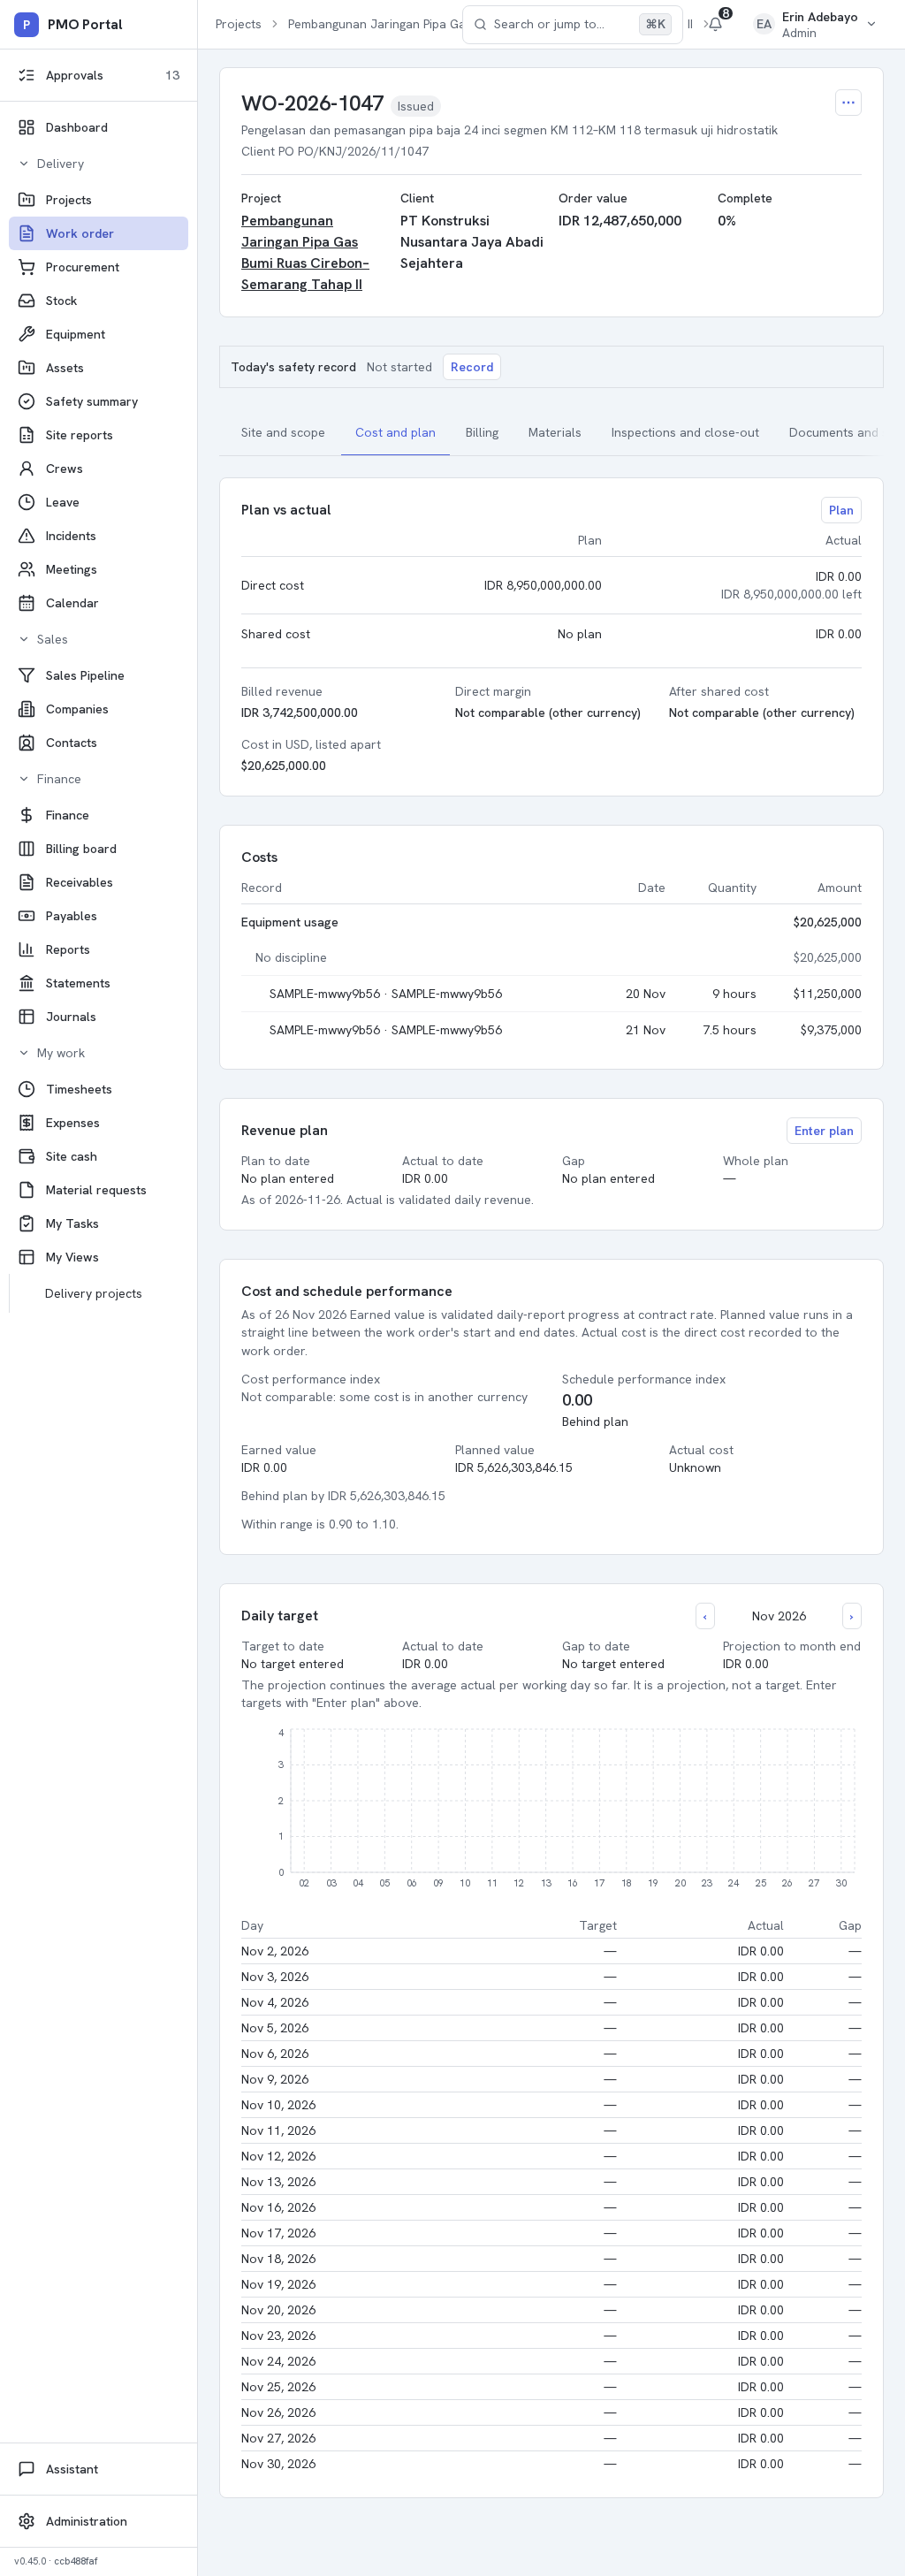 P PMO Portal
Projects > Pembangunan Jaringan Pipa Ga
Search or jump to... ⌘K
II
8
EA Erin Adebayo
Admin
Approvals 13
Dashboard
Delivery
Projects
Work order
Procurement
Stock
Equipment
Assets
Safety summary
Site reports
Crews
Leave
Incidents
Meetings
Calendar
Sales
Sales Pipeline
Companies
Contacts
Finance
Finance
Billing board
Receivables
Payables
Reports
Statements
Journals
My work
Timesheets
Expenses
Site cash
Material requests
My Tasks
My Views
Delivery projects
Assistant
Administration
v0.45.0 · ccb488faf
WO-2026-1047 Issued
Pengelasan dan pemasangan pipa baja 24 inci segmen KM 112–KM 118 termasuk uji hidrostatik
Client PO PO/KNJ/2026/11/1047
Project Client Order value Complete
Pembangunan PT Konstruksi IDR 12,487,650,000 0%
Jaringan Pipa Gas Nusantara Jaya Abadi
Bumi Ruas Cirebon– Sejahtera
Semarang Tahap II
Today's safety record Not started Record
Site and scope Cost and plan Billing Materials Inspections and close-out Documents and
Plan vs actual Plan
Plan Actual
Direct cost IDR 8,950,000,000.00 IDR 0.00
IDR 8,950,000,000.00 left
Shared cost No plan IDR 0.00
Billed revenue Direct margin After shared cost
IDR 3,742,500,000.00 Not comparable (other currency) Not comparable (other currency)
Cost in USD, listed apart
$20,625,000.00
Costs
Record Date Quantity Amount
Equipment usage $20,625,000
No discipline $20,625,000
SAMPLE-mwwy9b56 · SAMPLE-mwwy9b56 20 Nov 9 hours $11,250,000
SAMPLE-mwwy9b56 · SAMPLE-mwwy9b56 21 Nov 7.5 hours $9,375,000
Revenue plan Enter plan
Plan to date Actual to date Gap Whole plan
No plan entered IDR 0.00 No plan entered —
As of 2026-11-26. Actual is validated daily revenue.
Cost and schedule performance
As of 26 Nov 2026 Earned value is validated daily-report progress at contract rate. Planned value runs in a
straight line between the work order's start and end dates. Actual cost is the direct cost recorded to the
work order.
Cost performance index Schedule performance index
Not comparable: some cost is in another currency 0.00
Behind plan
Earned value Planned value Actual cost
IDR 0.00 IDR 5,626,303,846.15 Unknown
Behind plan by IDR 5,626,303,846.15
Within range is 0.90 to 1.10.
Daily target ‹ Nov 2026 ›
Target to date Actual to date Gap to date Projection to month end
No target entered IDR 0.00 No target entered IDR 0.00
The projection continues the average actual per working day so far. It is a projection, not a target. Enter
targets with "Enter plan" above.
4
3
2
1
0
02 03 04 05 06 09 10 11 12 13 16 17 18 19 20 23 24 25 26 27 30
Day Target Actual Gap
Nov 2, 2026 — IDR 0.00 —
Nov 3, 2026 — IDR 0.00 —
Nov 4, 2026 — IDR 0.00 —
Nov 5, 2026 — IDR 0.00 —
Nov 6, 2026 — IDR 0.00 —
Nov 9, 2026 — IDR 0.00 —
Nov 10, 2026 — IDR 0.00 —
Nov 11, 2026 — IDR 0.00 —
Nov 12, 2026 — IDR 0.00 —
Nov 13, 2026 — IDR 0.00 —
Nov 16, 2026 — IDR 0.00 —
Nov 17, 2026 — IDR 0.00 —
Nov 18, 2026 — IDR 0.00 —
Nov 19, 2026 — IDR 0.00 —
Nov 20, 2026 — IDR 0.00 —
Nov 23, 2026 — IDR 0.00 —
Nov 24, 2026 — IDR 0.00 —
Nov 25, 2026 — IDR 0.00 —
Nov 26, 2026 — IDR 0.00 —
Nov 27, 2026 — IDR 0.00 —
Nov 30, 2026 — IDR 0.00 —